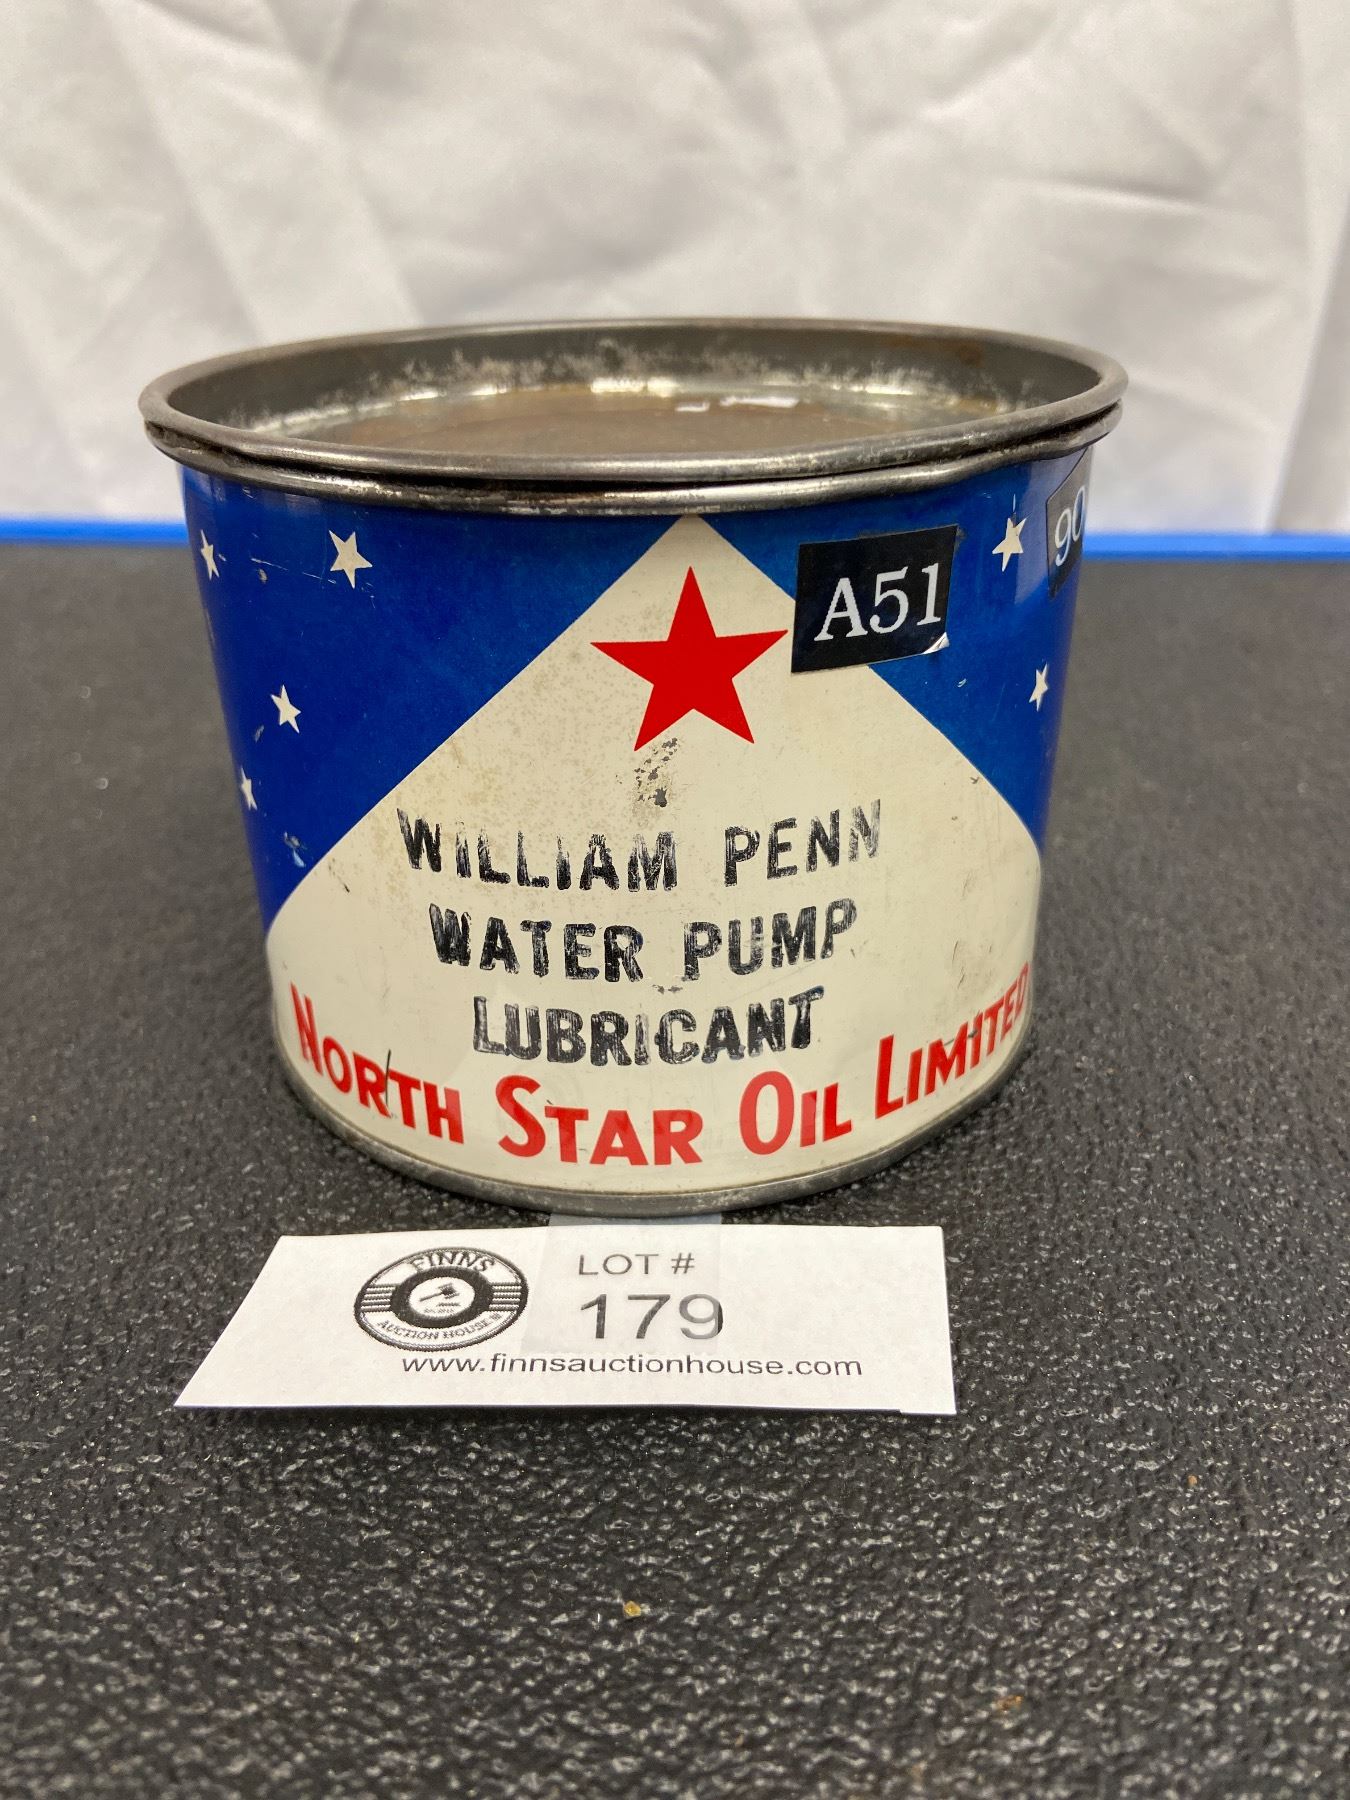 A51
90
WILLIAM PENN
WATER PUMP
LUBRICANT
NORTH STAR OIL LIMITED
FINNS
AUCTION HOUSE
LOT #
179
www.finnsauctionhouse.com